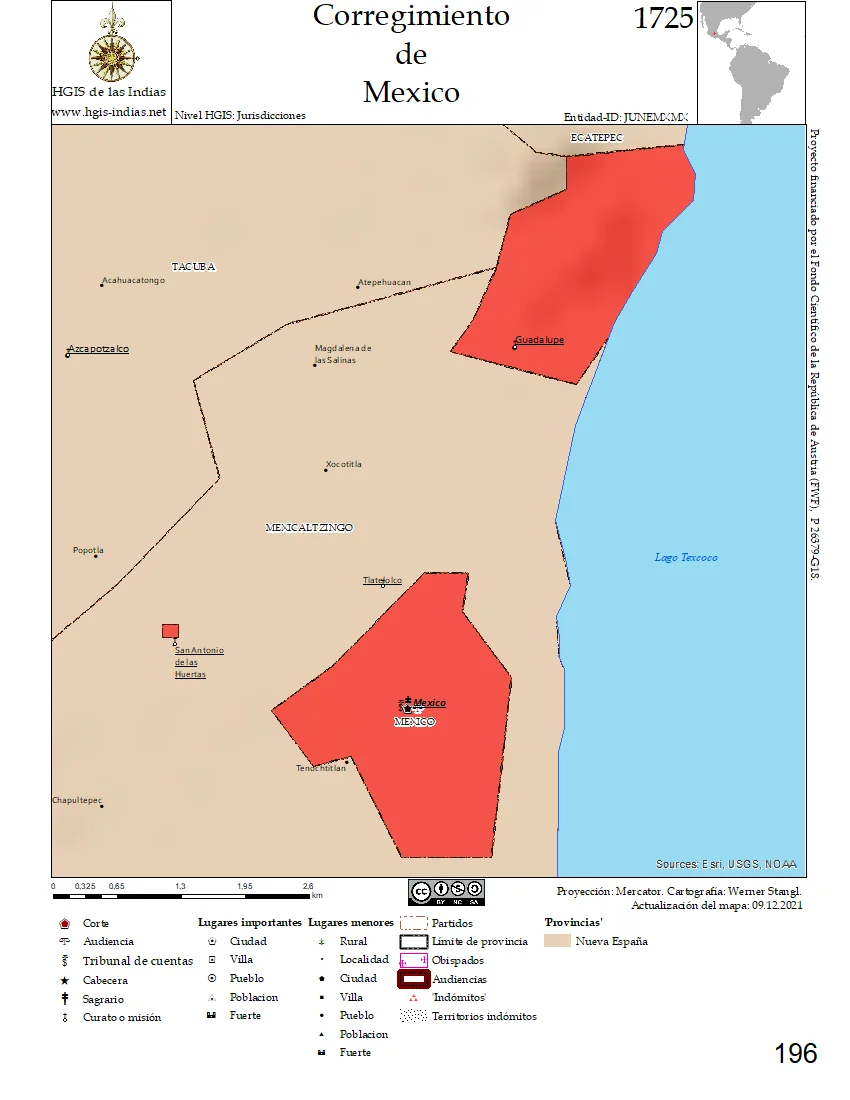 Corregimiento
de
Mexico
1725
HGIS de las Indias
www.hgis-indias.net
Nivel HGIS: Jurisdicciones
Entidad-ID: JUNEMXMX
Proyecto financiado por el Fondo Científico de la República de Austria (FWF), P 26379-G18.
ECATEPEC
TACUBA
Acahuacatongo
Atepehuacan
Azcapotzalco
Magdalena de
las Salinas
Guadalupe
Xocotitla
MEXICALTZINGO
Popotla
Lago Texcoco
Tlatelolco
San Antonio
de las
Huertas
Mexico
MEXICO
Tenochtitlan
Chapultepec
Sources: Esri, USGS, NOAA
0 0,325 0,65 1,3 1,95 2,6
km
cc BY NC SA
Proyección: Mercator. Cartografía: Werner Stangl.
Actualización del mapa: 09.12.2021
Corte
Audiencia
Tribunal de cuentas
Cabecera
Sagrario
Curato o misión
Lugares importantes
Ciudad
Villa
Pueblo
Poblacion
Fuerte
Lugares menores
Rural
Localidad
Ciudad
Villa
Pueblo
Poblacion
Fuerte
Partidos
Límite de provincia
Obispados
Audiencias
'Indómitos'
Territorios indómitos
'Provincias'
Nueva España
196